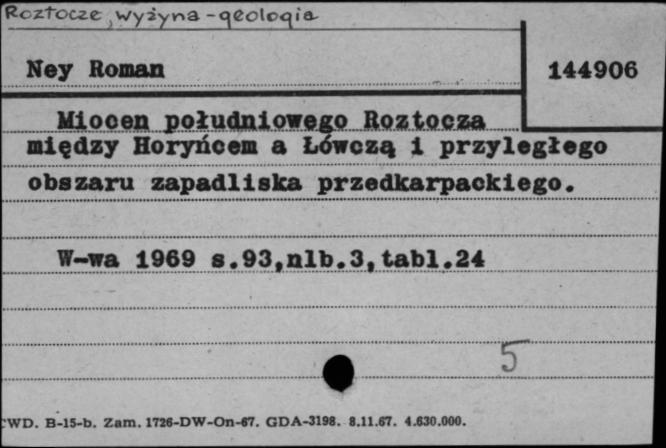 Roztocze, wyżyna - geologia
Ney Roman
144906
Miocen południowego Roztocza
między Horyńcem a Łówczą i przyległego
obszaru zapadliska przedkarpackiego.
W-wa 1969 s.93,nlb.3,tabl.24
5
CWD. B-15-b. Zam. 1726-DW-On-67. GDA-3198. 8.11.67. 4.630.000.